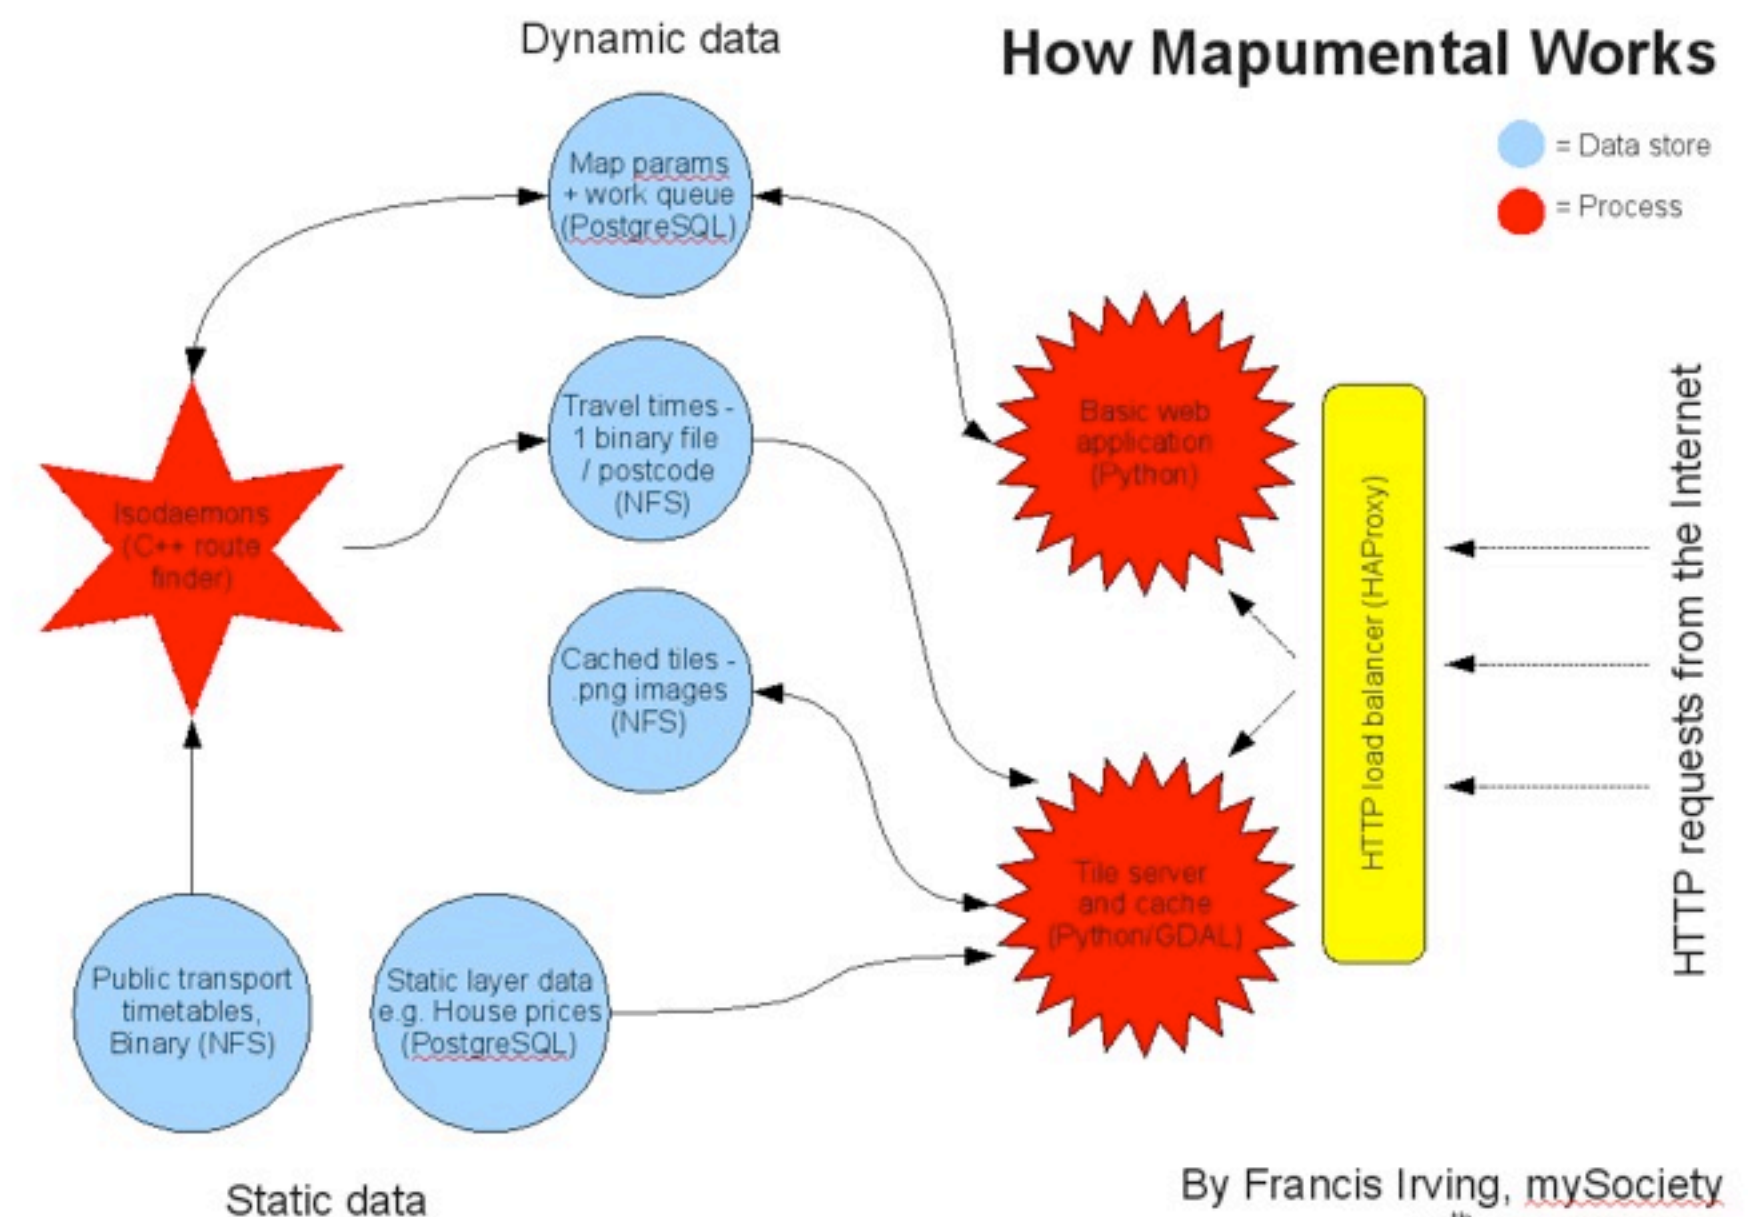 Dynamic data
How Mapumental Works
= Data store
= Process
Map params
+ work queue
(PostgreSQL)
Travel times -
1 binary file
/ postcode
(NFS)
Basic web
application
(Python)
Isodaemons
(C++ route
finder)
Cached tiles -
.png images
(NFS)
HTTP load balancer (HAProxy)
HTTP requests from the Internet
Tile server
and cache
(Python/GDAL)
Public transport
timetables,
Binary (NFS)
Static layer data
e.g. House prices
(PostgreSQL)
Static data
By Francis Irving, mySociety
th